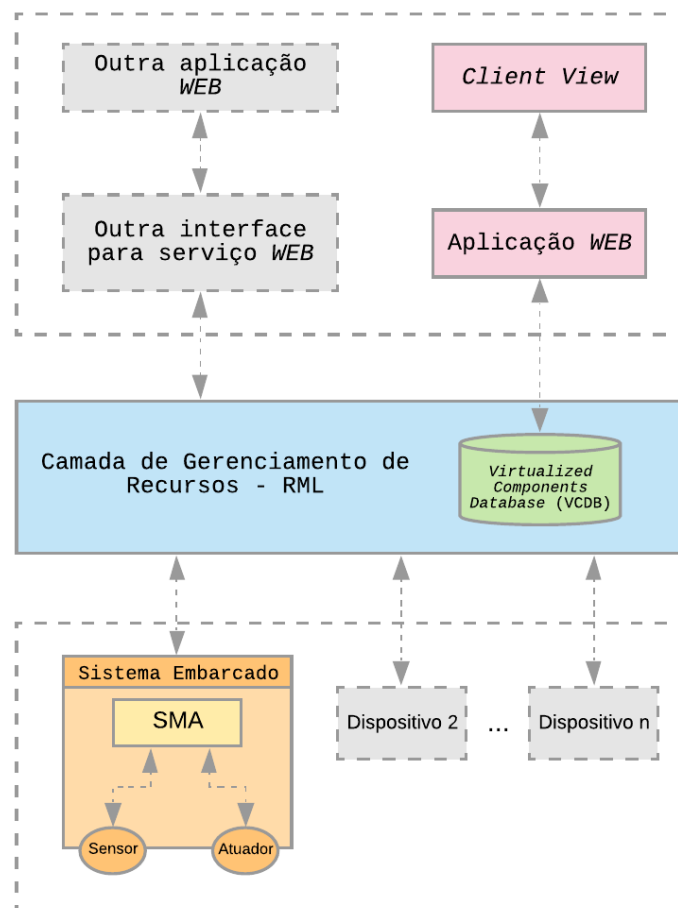 Outra aplicação
WEB
Client View
Outra interface
para serviço WEB
Aplicação WEB
Camada de Gerenciamento de
Recursos - RML
Virtualized
Components
Database (VCDB)
Sistema Embarcado
SMA
Sensor
Atuador
Dispositivo 2
...
Dispositivo n